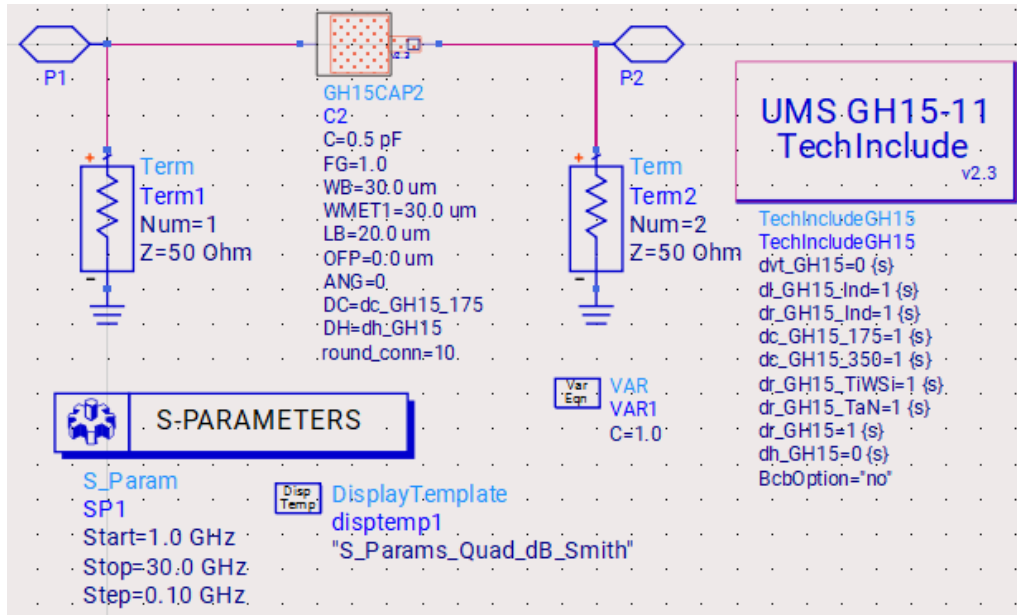 P1
P2
GH15CAP2
C2
C=0.5 pF
FG=1.0
WB=30.0 um
WMET1=30.0 um
LB=20.0 um
OFP=0.0 um
ANG=0
DC=dc_GH15_175
DH=dh_GH15
round_conn=10.
+
Term
Term1
Num=1
Z=50 Ohm
-
+
Term
Term2
Num=2
Z=50 Ohm
-
UMS GH15-11
TechInclude
v2.3
TechIncludeGH15
TechIncludeGH15
dvt_GH15=0 {s}
dl_GH15_Ind=1 {s}
dr_GH15_Ind=1 {s}
dc_GH15_175=1 {s}
dc_GH15_350=1 {s}
dr_GH15_TiWSi=1 {s}
dr_GH15_TaN=1 {s}
dr_GH15=1 {s}
dh_GH15=0 {s}
BcbOption="no"
S-PARAMETERS
S_Param
SP1
Start=1.0 GHz
Stop=30.0 GHz
Step=0.10 GHz
Disp
Temp
DisplayTemplate
disptemp1
"S_Params_Quad_dB_Smith"
Var
Eqn
VAR
VAR1
C=1.0